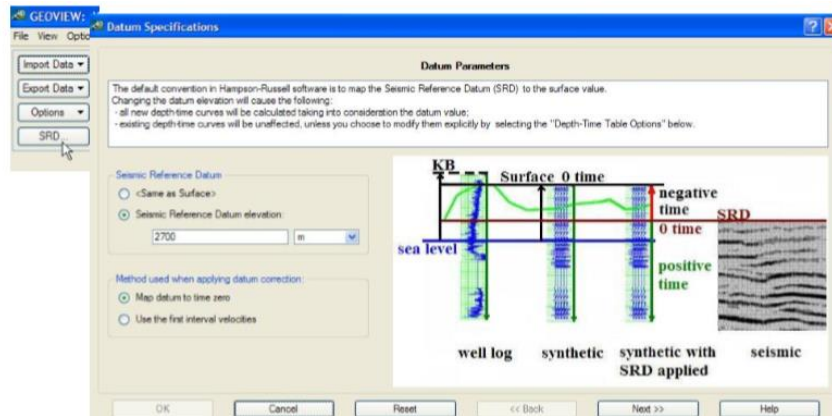 GEOVIEW:
File View Optio
Import Data
Export Data
Options
SRD...
Datum Specifications
Datum Parameters
The default convention in Hampson-Russell software is to map the Seismic Reference Datum (SRD) to the surface value.
Changing the datum elevation will cause the following:
- all new depth-time curves will be calculated taking into consideration the datum value;
- existing depth-time curves will be unaffected, unless you choose to modify them explicitly by selecting the "Depth-Time Table Options" below.
Seismic Reference Datum
<Same as Surface>
Seismic Reference Datum elevation:
2700 m
Method used when applying datum correction:
Map datum to time zero
Use the first interval velocities
KB
Surface 0 time
negative
time
SRD
0 time
sea level
positive
time
well log synthetic synthetic with seismic
SRD applied
OK Cancel Reset << Back Next >> Help